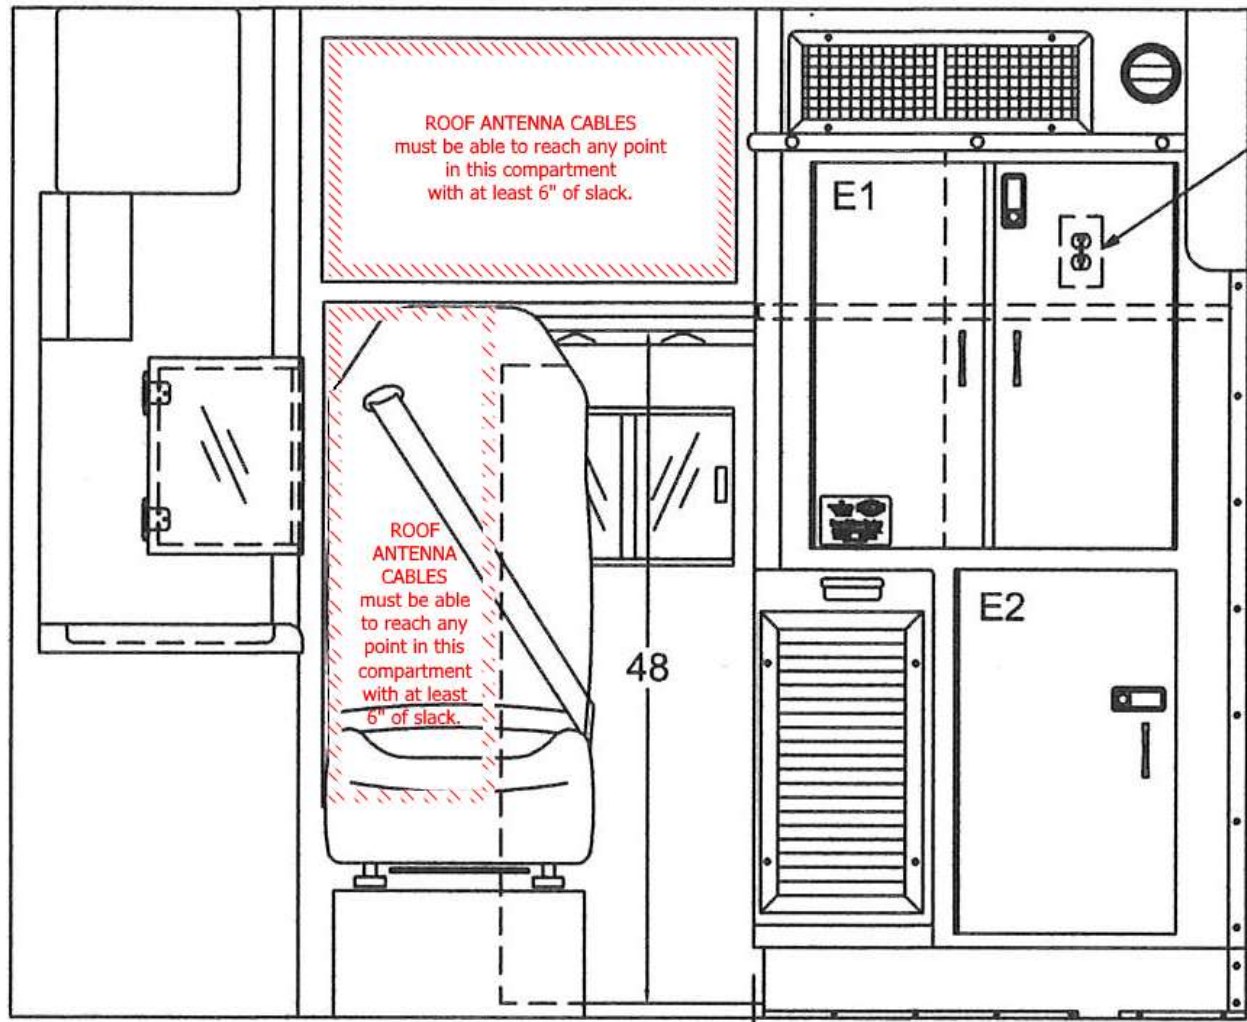 ROOF ANTENNA CABLES
must be able to reach any point
in this compartment
with at least 6" of slack.
E1
ROOF
ANTENNA
CABLES
must be able
to reach any
point in this
compartment
with at least
6" of slack.
48
E2